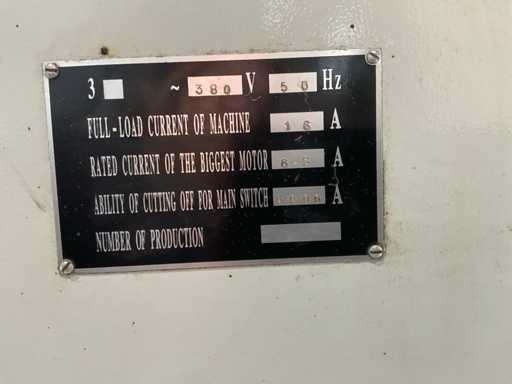 3 ~ 380 V 50 Hz
FULL-LOAD CURRENT OF MACHINE 16 A
RATED CURRENT OF THE BIGGEST MOTOR A
ABILITY OF CUTTING OFF FOR MAIN SWITCH A
NUMBER OF PRODUCTION